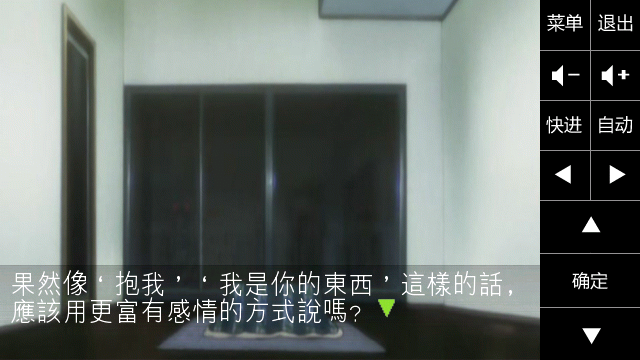 菜单 退出
快进 自动
确定
果然像‘抱我’‘我是你的東西’這樣的話，
應該用更富有感情的方式說嗎?